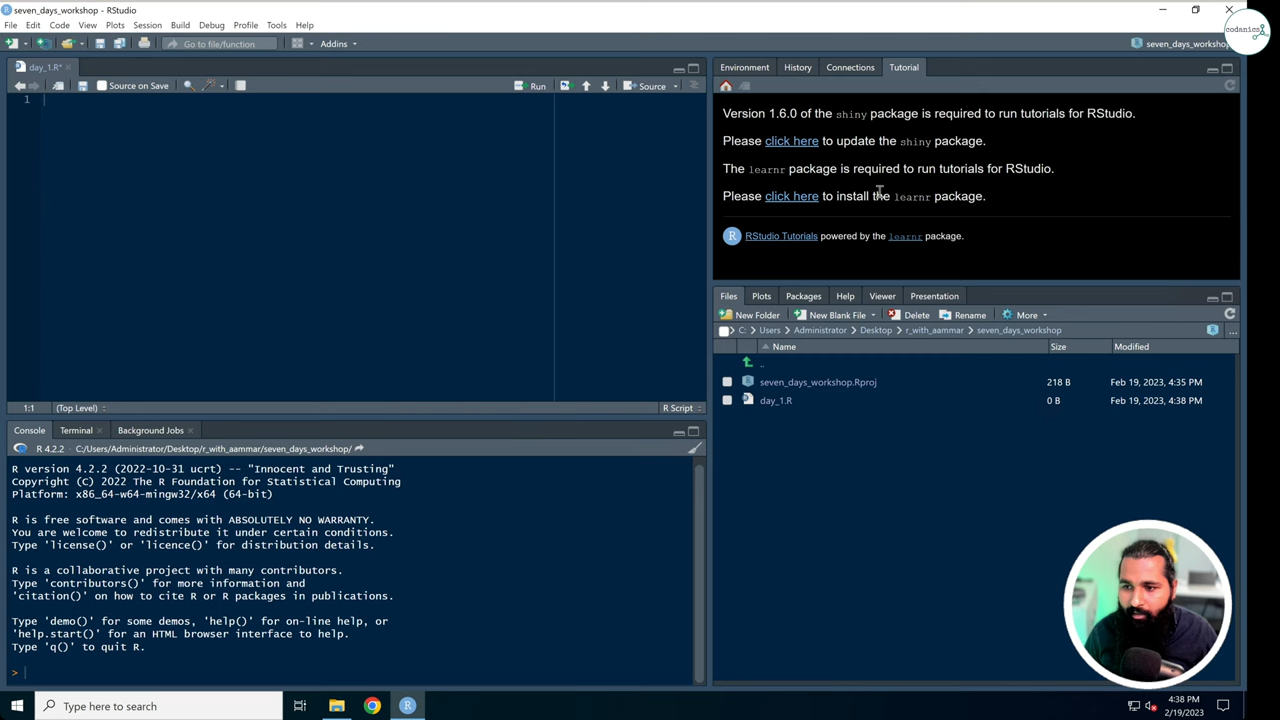 seven_days_workshop - RStudio
File Edit Code View Plots Session Build Debug Profile Tools Help
codanics
Go to file/function Addins seven_days_workshop
day_1.R*
Source on Save Run Source
1
1:1 (Top Level) R Script
Console Terminal Background Jobs
R 4.2.2 C:/Users/Administrator/Desktop/r_with_aammar/seven_days_workshop/
R version 4.2.2 (2022-10-31 ucrt) -- "Innocent and Trusting"
Copyright (C) 2022 The R Foundation for Statistical Computing
Platform: x86_64-w64-mingw32/x64 (64-bit)
R is free software and comes with ABSOLUTELY NO WARRANTY.
You are welcome to redistribute it under certain conditions.
Type 'license()' or 'licence()' for distribution details.
R is a collaborative project with many contributors.
Type 'contributors()' for more information and
'citation()' on how to cite R or R packages in publications.
Type 'demo()' for some demos, 'help()' for on-line help, or
'help.start()' for an HTML browser interface to help.
Type 'q()' to quit R.
>
Environment History Connections Tutorial
Version 1.6.0 of the shiny package is required to run tutorials for RStudio.
Please click here to update the shiny package.
The learnr package is required to run tutorials for RStudio.
Please click here to install the learnr package.
R RStudio Tutorials powered by the learnr package.
Files Plots Packages Help Viewer Presentation
New Folder New Blank File Delete Rename More
C: Users Administrator Desktop r_with_aammar seven_days_workshop ...
Name Size Modified
..
seven_days_workshop.Rproj 218 B Feb 19, 2023, 4:35 PM
day_1.R 0 B Feb 19, 2023, 4:38 PM
Type here to search R 4:38 PM
2/19/2023